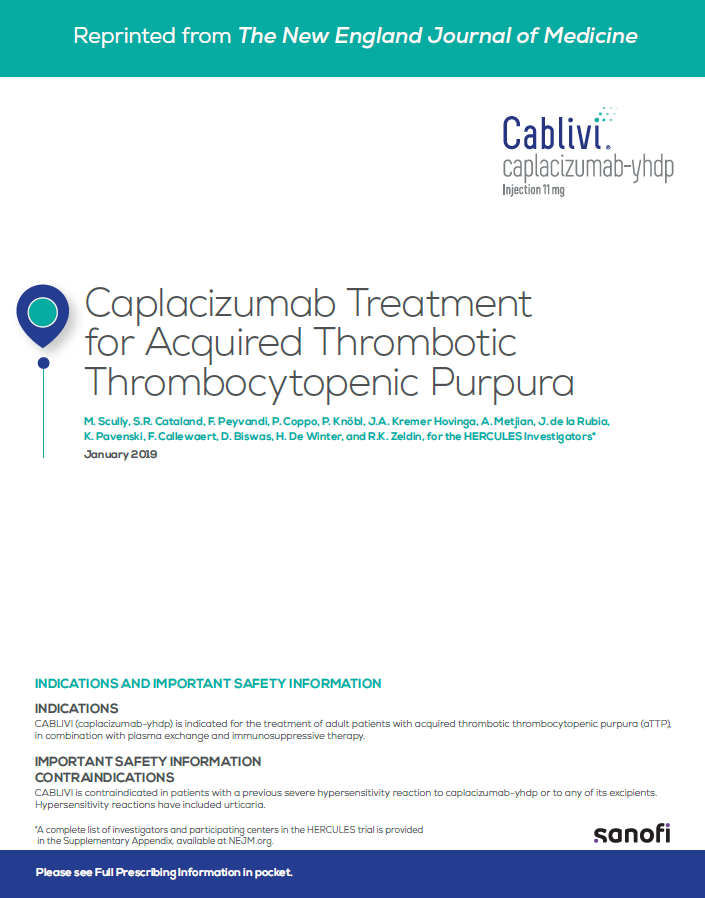 Reprinted from The New England Journal of Medicine
Cablivi®
caplacizumab-yhdp
Injection 11 mg
Caplacizumab Treatment
for Acquired Thrombotic
Thrombocytopenic Purpura
M. Scully, S.R. Cataland, F. Peyvandi, P. Coppo, P. Knöbl, J.A. Kremer Hovinga, A. Metjian, J. de la Rubia,
K. Pavenski, F. Callewaert, D. Biswas, H. De Winter, and R.K. Zeldin, for the HERCULES Investigators*
January 2019
INDICATIONS AND IMPORTANT SAFETY INFORMATION
INDICATIONS
CABLIVI (caplacizumab-yhdp) is indicated for the treatment of adult patients with acquired thrombotic thrombocytopenic purpura (aTTP),
in combination with plasma exchange and immunosuppressive therapy.
IMPORTANT SAFETY INFORMATION
CONTRAINDICATIONS
CABLIVI is contraindicated in patients with a previous severe hypersensitivity reaction to caplacizumab-yhdp or to any of its excipients.
Hypersensitivity reactions have included urticaria.
*A complete list of investigators and participating centers in the HERCULES trial is provided
in the Supplementary Appendix, available at NEJM.org.
sanofi
Please see Full Prescribing Information in pocket.